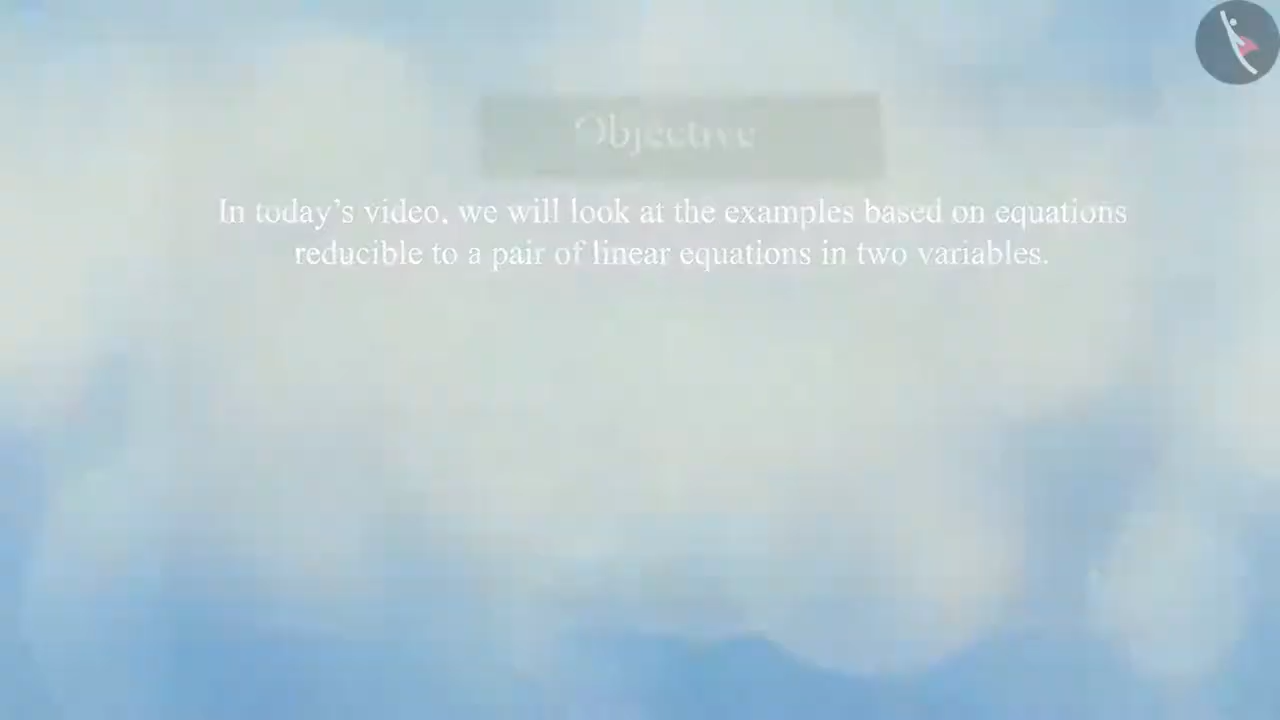 Objective
In today’s video, we will look at the examples based on equations
reducible to a pair of linear equations in two variables.